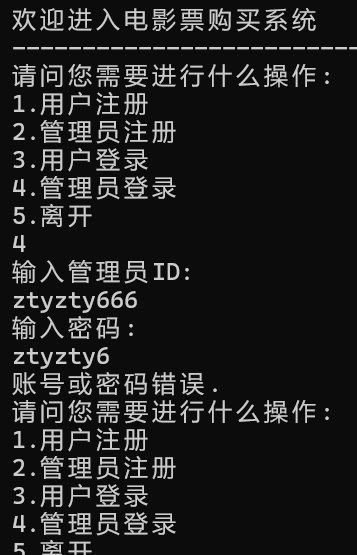 欢迎进入电影票购买系统
--------------------------
请问您需要进行什么操作:
1.用户注册
2.管理员注册
3.用户登录
4.管理员登录
5.离开
4
输入管理员ID:
ztyzty666
输入密码:
ztyzty6
账号或密码错误.
请问您需要进行什么操作:
1.用户注册
2.管理员注册
3.用户登录
4.管理员登录
5.离开